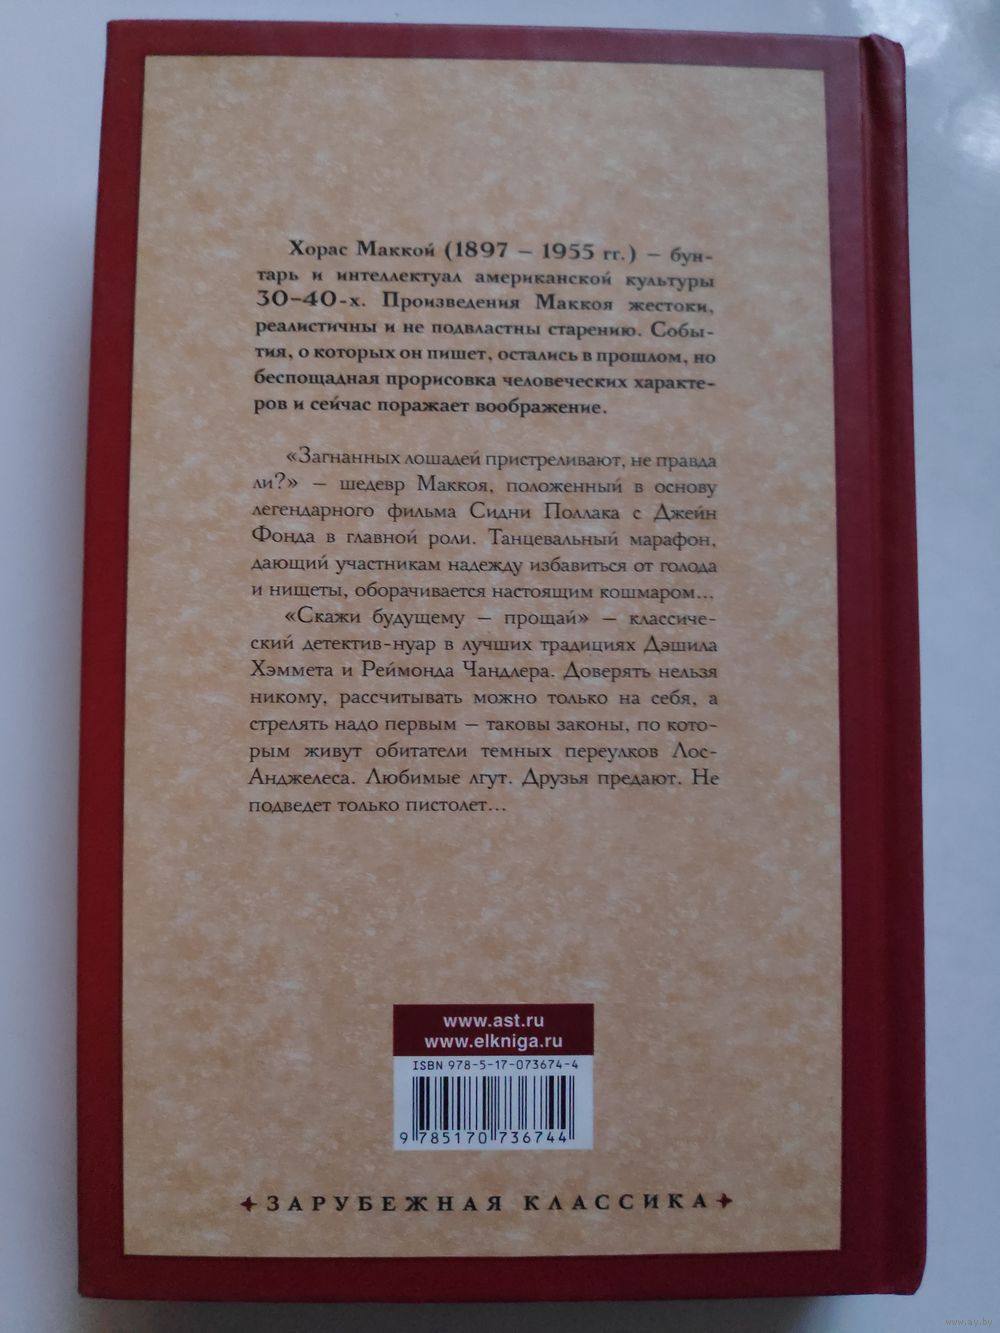 Хорас Маккой (1897 – 1955 гг.) – бун-
тарь и интеллектуал американской культуры
30–40-х. Произведения Маккоя жестоки,
реалистичны и не подвластны старению. Собы-
тия, о которых он пишет, остались в прошлом, но
беспощадная прорисовка человеческих характе-
ров и сейчас поражает воображение.
«Загнанных лошадей пристреливают, не правда
ли?» – шедевр Маккоя, положенный в основу
легендарного фильма Сидни Поллака с Джейн
Фонда в главной роли. Танцевальный марафон,
дающий участникам надежду избавиться от голода
и нищеты, оборачивается настоящим кошмаром...
«Скажи будущему – прощай» – классиче-
ский детектив-нуар в лучших традициях Дэшила
Хэммета и Реймонда Чандлера. Доверять нельзя
никому, рассчитывать можно только на себя, а
стрелять надо первым – таковы законы, по кото-
рым живут обитатели темных переулков Лос-
Анджелеса. Любимые лгут. Друзья предают. Не
подведет только пистолет...
www.ast.ru
www.elkniga.ru
ISBN 978-5-17-073674-4
9 785170 736744
ЗАРУБЕЖНАЯ КЛАССИКА
www.ay.by